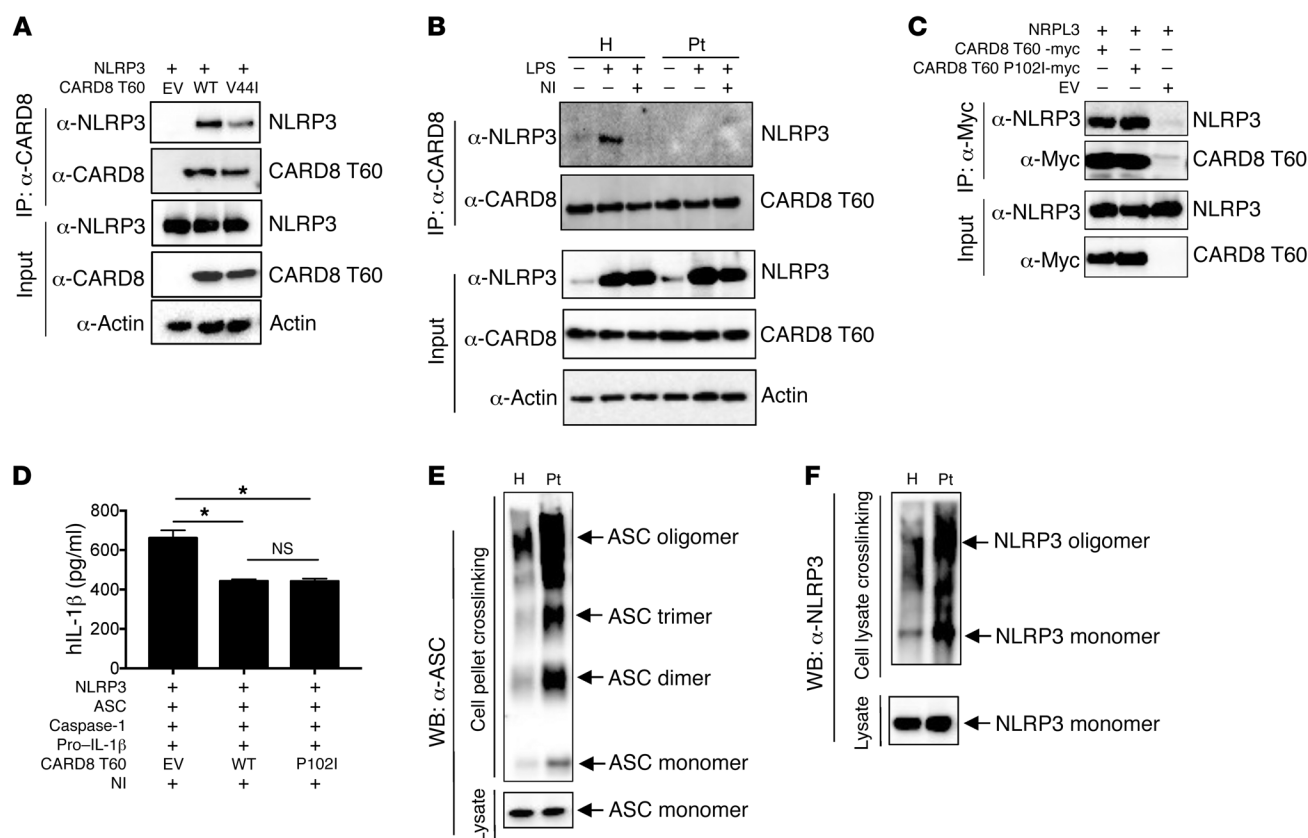 A
NLRP3 + + +
CARD8 T60 EV WT V44I
IP: α-CARD8
α-NLRP3 NLRP3
α-CARD8 CARD8 T60
Input
α-NLRP3 NLRP3
α-CARD8 CARD8 T60
α-Actin Actin
B
H Pt
LPS – + + – + +
NI – – + – – +
IP: α-CARD8
α-NLRP3 NLRP3
α-CARD8 CARD8 T60
Input
α-NLRP3 NLRP3
α-CARD8 CARD8 T60
α-Actin Actin
C
NRPL3 + + +
CARD8 T60 -myc + – –
CARD8 T60 P102I-myc – + –
EV – – +
IP: α-Myc
α-NLRP3 NLRP3
α-Myc CARD8 T60
Input
α-NLRP3 NLRP3
α-Myc CARD8 T60
D
hIL-1β (pg/ml)
800
600
400
200
0
*
*
NS
NLRP3 + + +
ASC + + +
Caspase-1 + + +
Pro–IL-1β + + +
CARD8 T60 EV WT P102I
NI + + +
E
H Pt
WB: α-ASC
Cell pellet crosslinking
ASC oligomer
ASC trimer
ASC dimer
ASC monomer
Lysate
ASC monomer
F
H Pt
WB: α-NLRP3
Cell lysate crosslinking
NLRP3 oligomer
NLRP3 monomer
Lysate
NLRP3 monomer